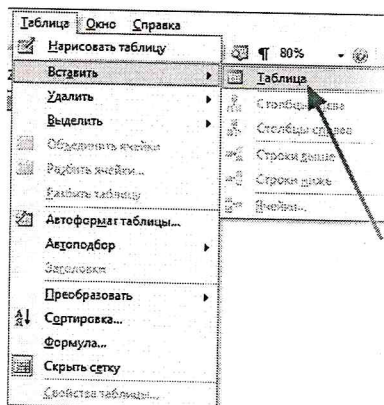 Таблица Окно Справка
Нарисовать таблицу
¶ 80%
Вставить
Таблица
Удалить
Столбцы слева
Выделить
Столбцы справа
Объединить ячейки
Строки выше
Разбить ячейки...
Строки ниже
Разбить таблицу
Ячейки...
Автоформат таблицы...
Автоподбор
Заголовки
Преобразовать
Сортировка...
Формула...
Скрыть сетку
Свойства таблицы...